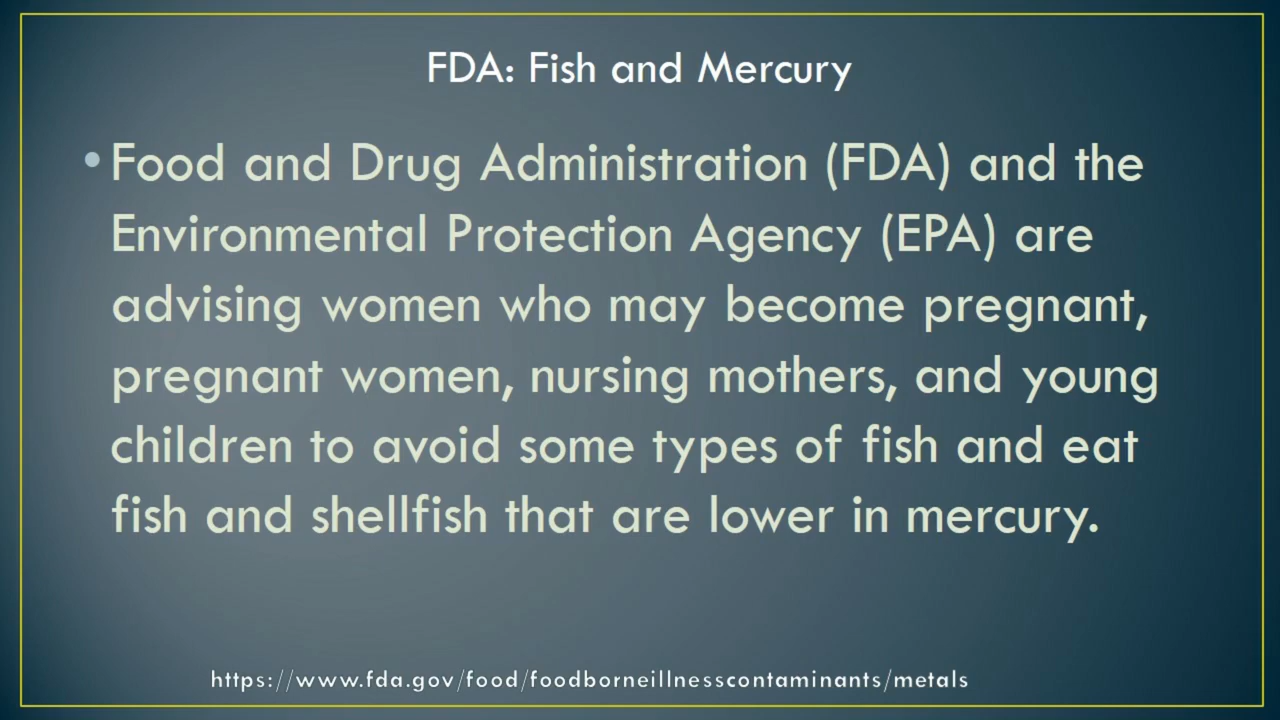 FDA: Fish and Mercury
• Food and Drug Administration (FDA) and the
Environmental Protection Agency (EPA) are
advising women who may become pregnant,
pregnant women, nursing mothers, and young
children to avoid some types of fish and eat
fish and shellfish that are lower in mercury.
https://www.fda.gov/food/foodborneillnesscontaminants/metals